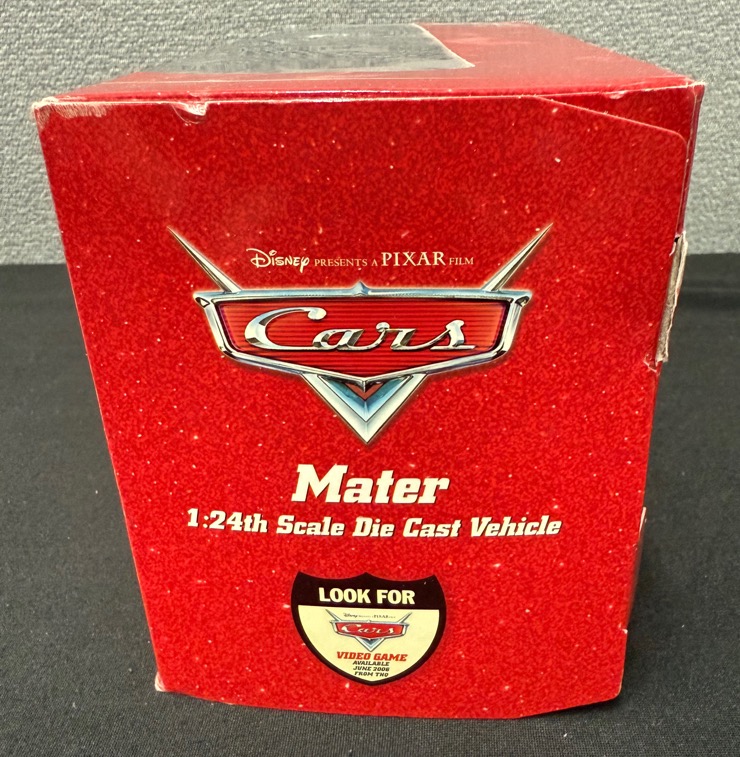 Disney PRESENTS A PIXAR FILM
Cars
Mater
1:24th Scale Die Cast Vehicle
LOOK FOR
Cars
VIDEO GAME
AVAILABLE
JUNE 2006
FROM THQ